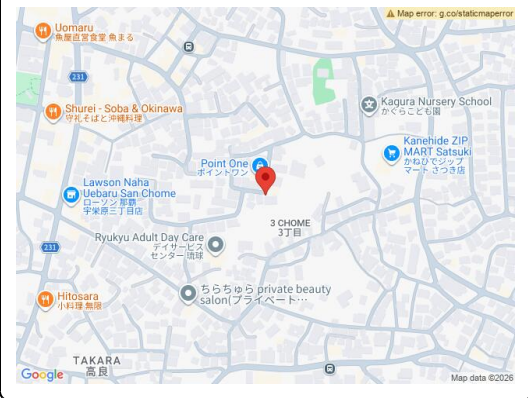 Map error: g.co/staticmaperror
Uomaru
魚屋直営食堂 魚まる
231
Shurei - Soba & Okinawa
守礼そばと沖縄料理
Kagura Nursery School
かぐらこども園
Kanehide ZIP
MART Satsuki
かねひでジップ
マート さつき店
Point One
ポイントワン
Lawson Naha
Uebaru San Chome
ローソン 那覇
宇栄原三丁目店
3 CHOME
3丁目
Ryukyu Adult Day Care
デイサービス
センター 琉球
231
ちらちゅら private beauty
salon(プライベート…
Hitosara
小料理 無限
TAKARA
高良
Google
Map data ©2026